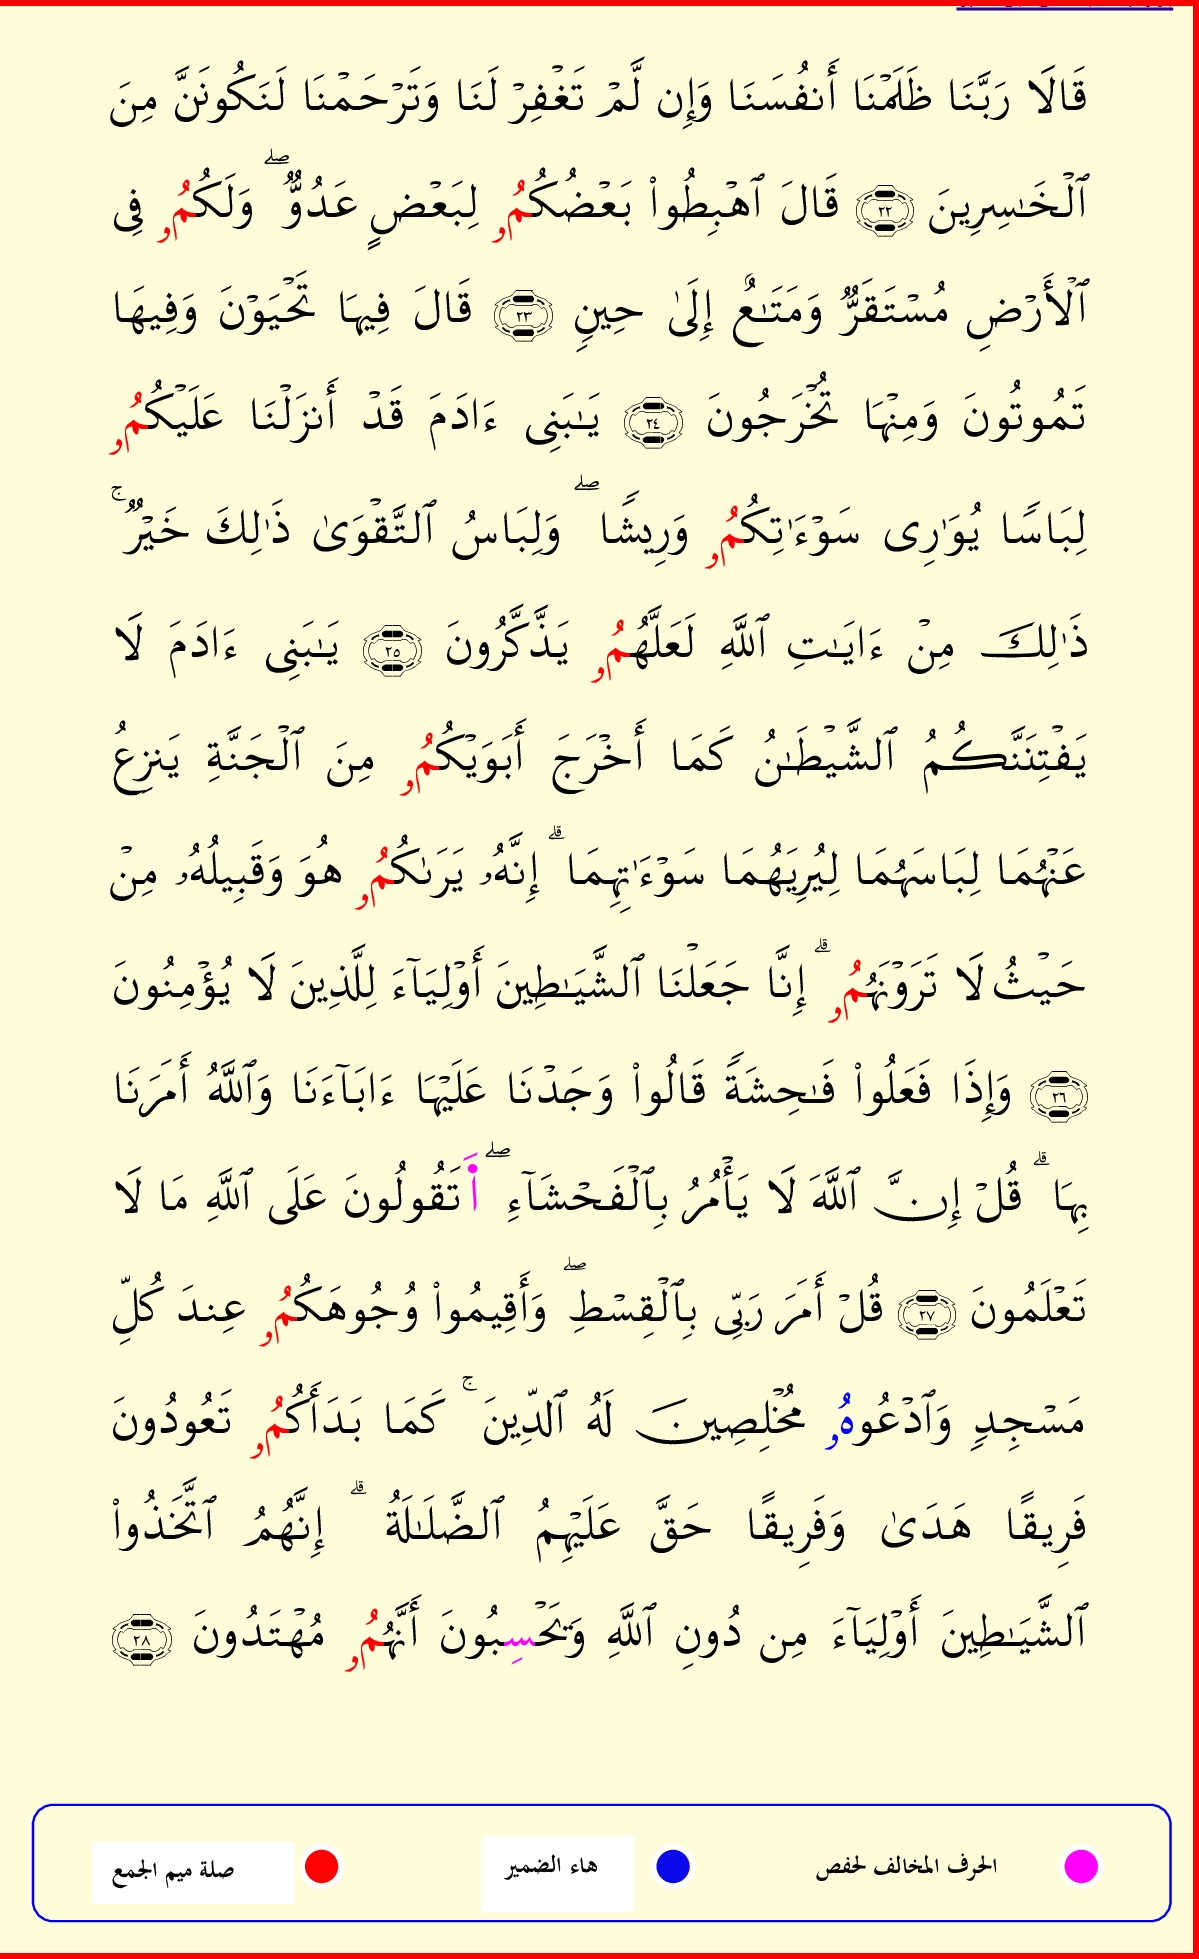 قَالَا رَبَّنَا ظَلَمۡنَا أَنفُسَنَا وَإِن لَّمۡ تَغۡفِرۡ لَنَا وَتَرۡحَمۡنَا لَنَكُونَنَّ مِنَ
ٱلۡخَٰسِرِينَ ٢٢ قَالَ ٱهۡبِطُواْ بَعۡضُكُمُۥ لِبَعۡضٍ عَدُوࣱّۖ وَلَكُمُۥ فِي
ٱلۡأَرۡضِ مُسۡتَقَرࣱّ وَمَتَٰعٌ إِلَىٰ حِينࣲ ٢٣ قَالَ فِيهَا تَحۡيَوۡنَ وَفِيهَا
تَمُوتُونَ وَمِنۡهَا تُخۡرَجُونَ ٢٤ يَٰبَنِي ءَادَمَ قَدۡ أَنزَلۡنَا عَلَيۡكُمُۥ
لِبَاسࣰا يُوَٰرِي سَوۡءَٰتِكُمُۥ وَرِيشࣰاۖ وَلِبَاسُ ٱلتَّقۡوَىٰ ذَٰلِكَ خَيۡرࣱۚ
ذَٰلِكَ مِنۡ ءَايَٰتِ ٱللَّهِ لَعَلَّهُمُۥ يَذَّكَّرُونَ ٢٥ يَٰبَنِي ءَادَمَ لَا
يَفۡتِنَنَّكُمُ ٱلشَّيۡطَٰنُ كَمَا أَخۡرَجَ أَبَوَيۡكُمُۥ مِنَ ٱلۡجَنَّةِ يَنزِعُ
عَنۡهُمَا لِبَاسَهُمَا لِيُرِيَهُمَا سَوۡءَٰتِهِمَاۗ إِنَّهُۥ يَرَىٰكُمُۥ هُوَ وَقَبِيلُهُۥ مِنۡ
حَيۡثُ لَا تَرَوۡنَهُمُۥۗ إِنَّا جَعَلۡنَا ٱلشَّيَٰطِينَ أَوۡلِيَآءَ لِلَّذِينَ لَا يُؤۡمِنُونَ
٢٦ وَإِذَا فَعَلُواْ فَٰحِشَةࣰ قَالُواْ وَجَدۡنَا عَلَيۡهَا ءَابَآءَنَا وَٱللَّهُ أَمَرَنَا
بِهَاۗ قُلۡ إِنَّ ٱللَّهَ لَا يَأۡمُرُ بِٱلۡفَحۡشَآءِۖ أَتَقُولُونَ عَلَى ٱللَّهِ مَا لَا
تَعۡلَمُونَ ٢٧ قُلۡ أَمَرَ رَبِّي بِٱلۡقِسۡطِۖ وَأَقِيمُواْ وُجُوهَكُمُۥ عِندَ كُلِّ
مَسۡجِدࣲ وَٱدۡعُوهُۥ مُخۡلِصِينَ لَهُ ٱلدِّينَۚ كَمَا بَدَأَكُمُۥ تَعُودُونَ
فَرِيقًا هَدَىٰ وَفَرِيقًا حَقَّ عَلَيۡهِمُ ٱلضَّلَٰلَةُۗ إِنَّهُمُ ٱتَّخَذُواْ
ٱلشَّيَٰطِينَ أَوۡلِيَآءَ مِن دُونِ ٱللَّهِ وَيَحۡسِبُونَ أَنَّهُمُۥ مُهۡتَدُونَ ٢٨
الحرف المخالف لحفص هاء الضمير صلة ميم الجمع